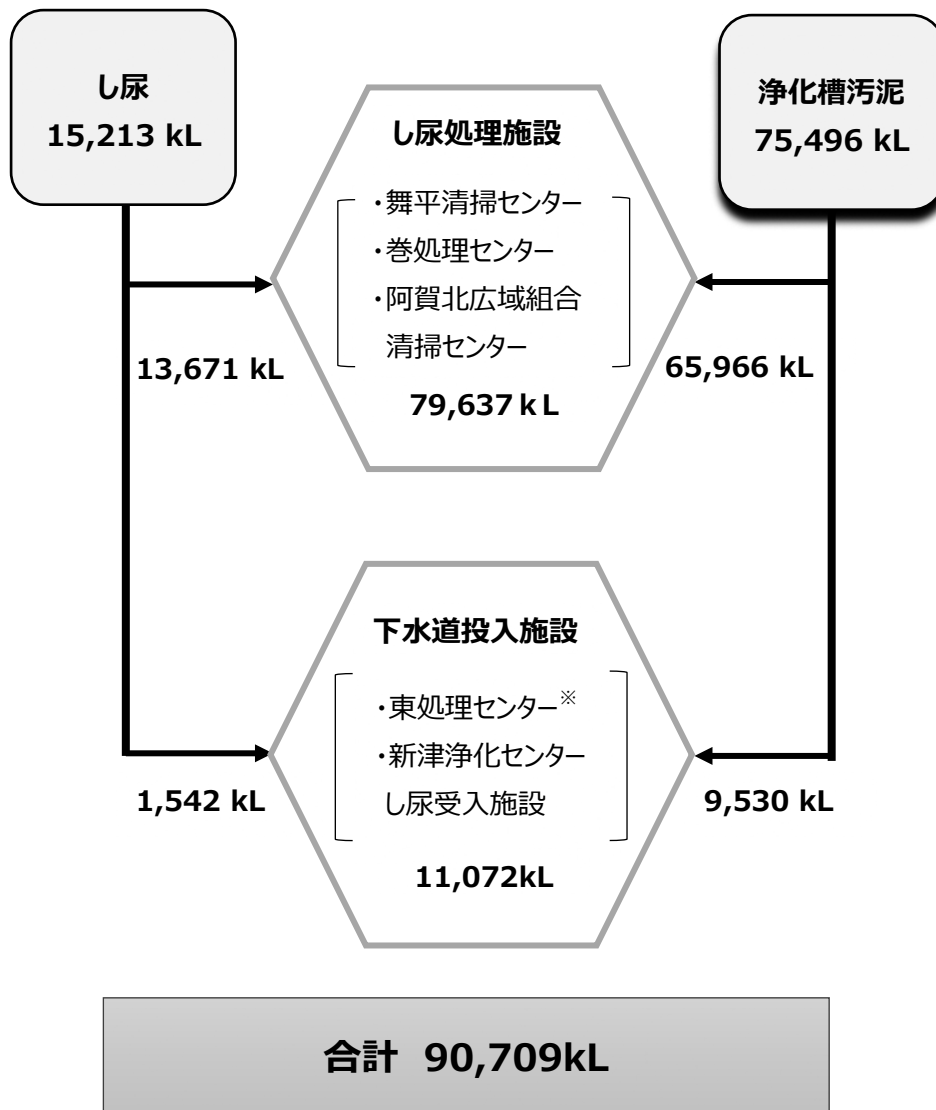 し尿
15,213 kL
浄化槽汚泥
75,496 kL
し尿処理施設
・舞平清掃センター
・巻処理センター
・阿賀北広域組合
清掃センター
79,637ｋL
13,671 kL
65,966 kL
下水道投入施設
・東処理センター※
・新津浄化センター
し尿受入施設
11,072kL
1,542 kL
9,530 kL
合計 90,709kL